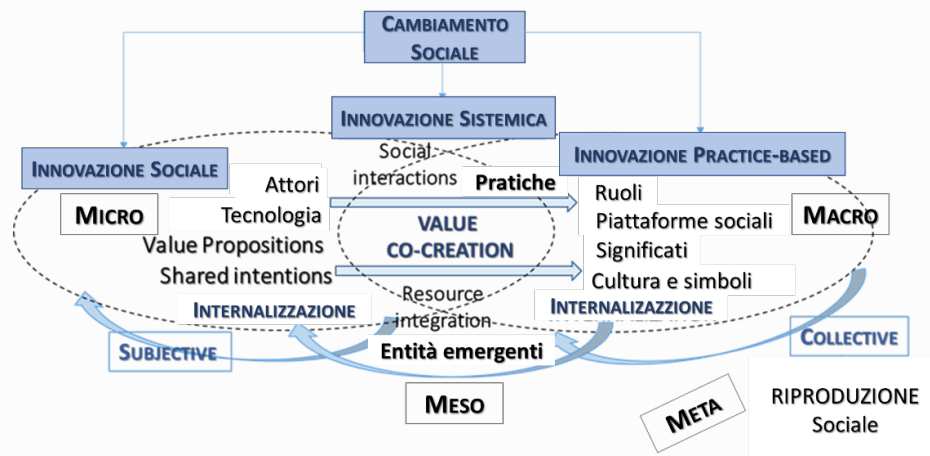 CAMBIAMENTO
SOCIALE
INNOVAZIONE SISTEMICA
INNOVAZIONE SOCIALE
INNOVAZIONE PRACTICE-BASED
Social
interactions
Attori
Pratiche
Ruoli
MICRO
Tecnologia
VALUE
CO-CREATION
Piattaforme sociali
MACRO
Value Propositions
Significati
Shared intentions
Cultura e simboli
INTERNALIZZAZIONE
Resource
integration
INTERNALIZAZZIONE
SUBJECTIVE
Entità emergenti
COLLECTIVE
MESO
META
RIPRODUZIONE
Sociale